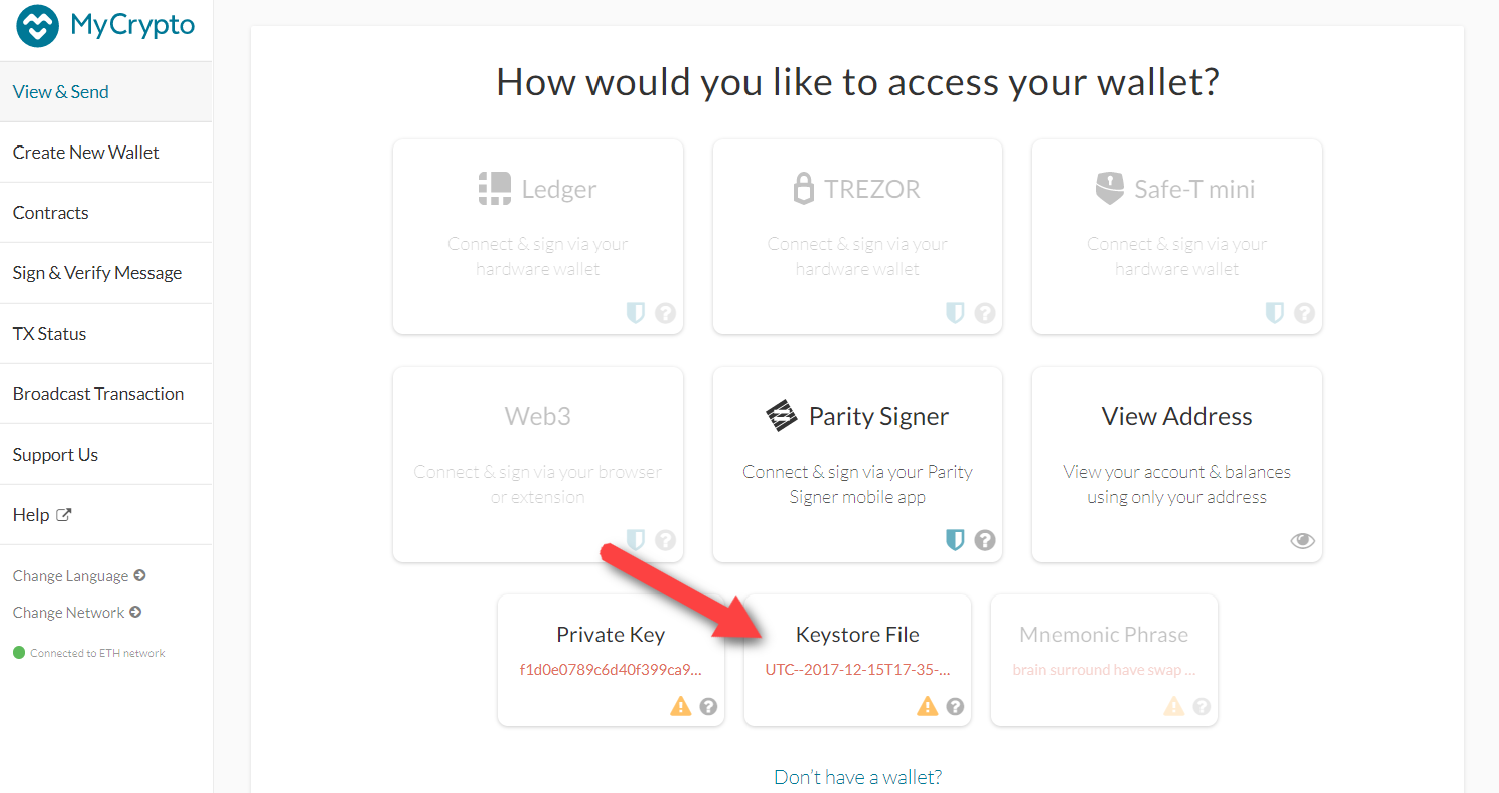 MyCrypto
View & Send
Create New Wallet
Contracts
Sign & Verify Message
TX Status
Broadcast Transaction
Support Us
Help
Change Language
Change Network
Connected to ETH network
How would you like to access your wallet?
Ledger
Connect & sign via your
hardware wallet
?
TREZOR
Connect & sign via your
hardware wallet
?
Safe-T mini
Connect & sign via your
hardware wallet
?
Web3
Connect & sign via your browser
or extension
?
Parity Signer
Connect & sign via your Parity
Signer mobile app
?
View Address
View your account & balances
using only your address
Private Key
f1d0e0789c6d40f399ca9...
?
Keystore File
UTC--2017-12-15T17-35-...
?
Mnemonic Phrase
brain surround have swap ...
?
Don't have a wallet?